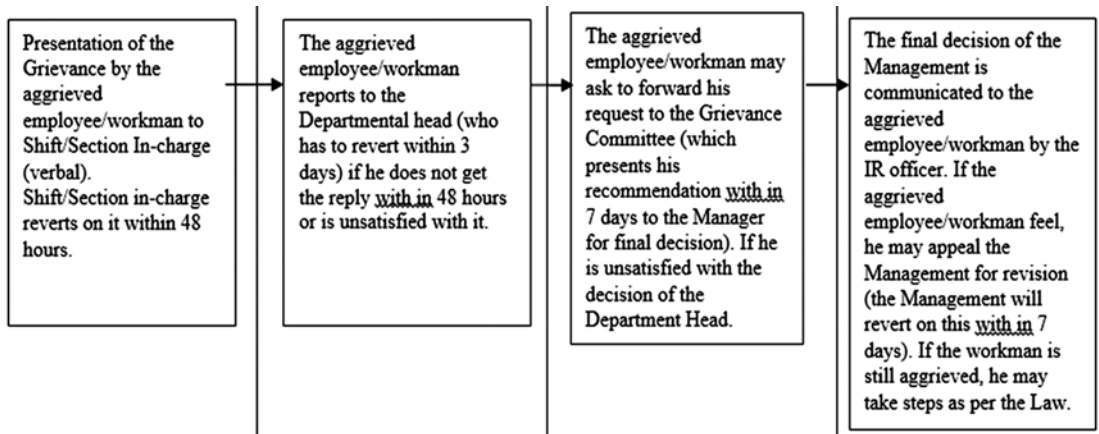 Presentation of the
Grievance by the
aggrieved
employee/workman to
Shift/Section In-charge
(verbal).
Shift/Section in-charge
reverts on it within 48
hours.
The aggrieved
employee/workman
reports to the
Departmental head (who
has to revert within 3
days) if he does not get
the reply with in 48 hours
or is unsatisfied with it.
The aggrieved
employee/workman may
ask to forward his
request to the Grievance
Committee (which
presents his
recommendation with in
7 days to the Manager
for final decision). If he
is unsatisfied with the
decision of the
Department Head.
The final decision of the
Management is
communicated to the
aggrieved
employee/workman by the
IR officer. If the
aggrieved
employee/workman feel,
he may appeal the
Management for revision
(the Management will
revert on this with in 7
days). If the workman is
still aggrieved, he may
take steps as per the Law.